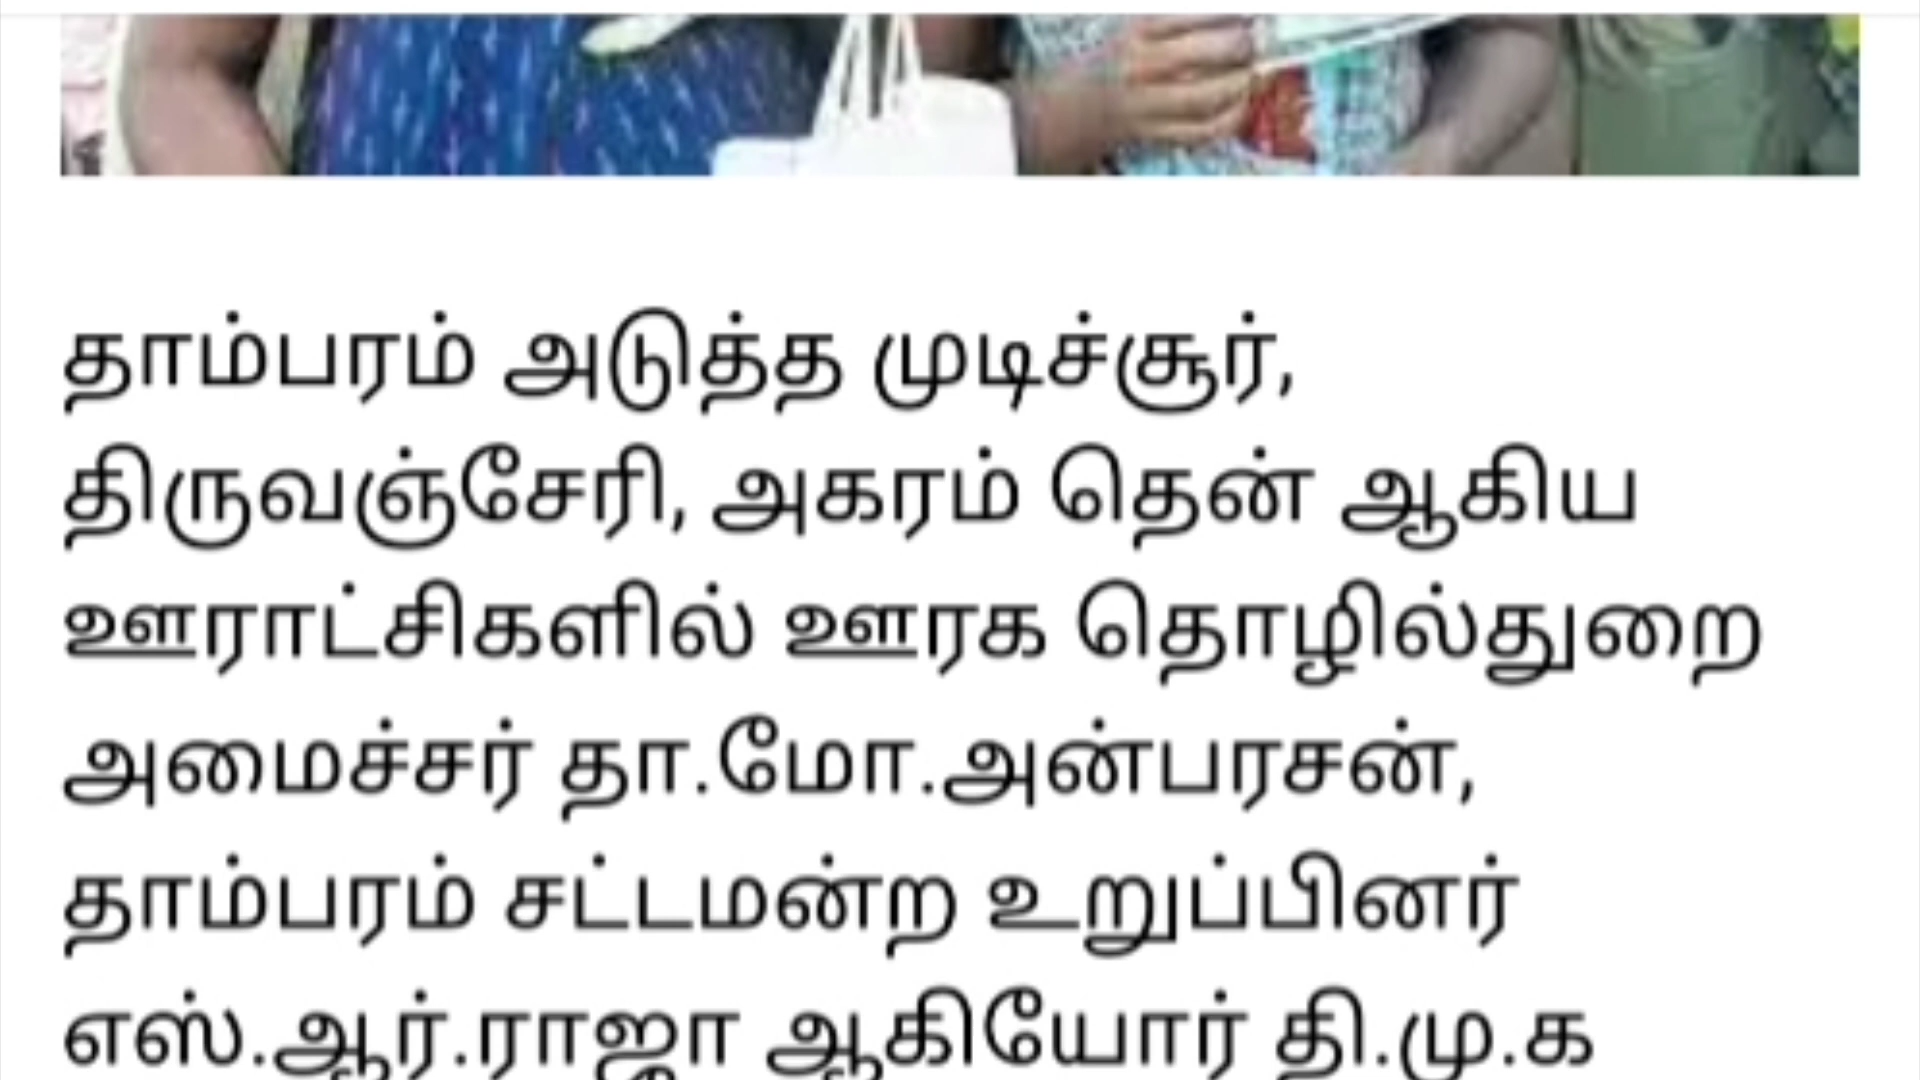 தாம்பரம் அடுத்த முடிச்சூர்,
திருவஞ்சேரி, அகரம் தென் ஆகிய
ஊராட்சிகளில் ஊரக தொழில்துறை
அமைச்சர் தா.மோ.அன்பரசன்,
தாம்பரம் சட்டமன்ற உறுப்பினர்
எஸ்.ஆர்.ராஜா ஆகியோர் தி.மு.க